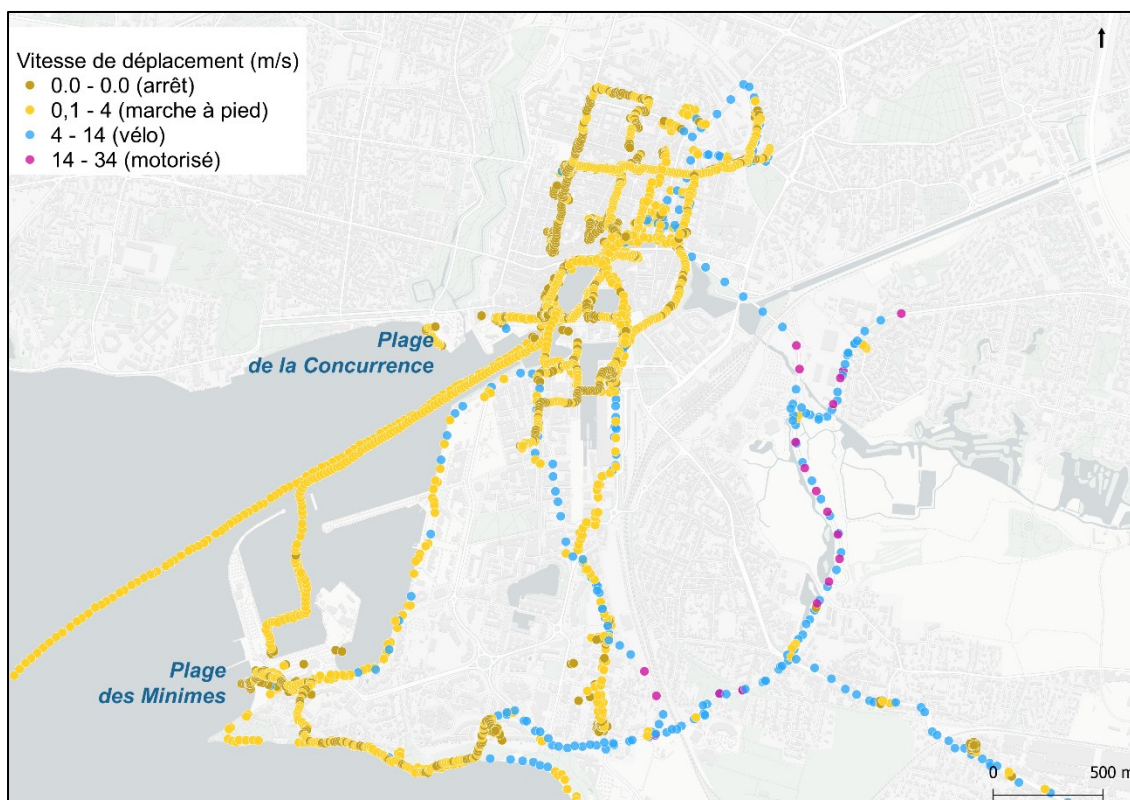 Vitesse de déplacement (m/s)
0.0 - 0.0 (arrêt)
0,1 - 4 (marche à pied)
4 - 14 (vélo)
14 - 34 (motorisé)
Plage
de la Concurrence
Plage
des Minimes
0 500 m